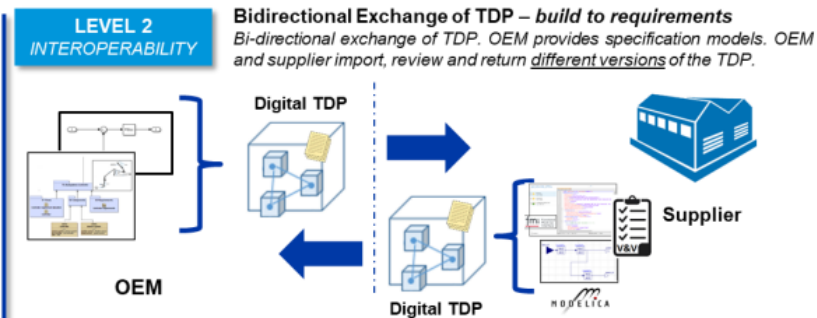 LEVEL 2
INTEROPERABILITY
Bidirectional Exchange of TDP – build to requirements
Bi-directional exchange of TDP. OEM provides specification models. OEM
and supplier import, review and return different versions of the TDP.
Digital TDP
OEM
Digital TDP
Supplier
V&V
MODELICA